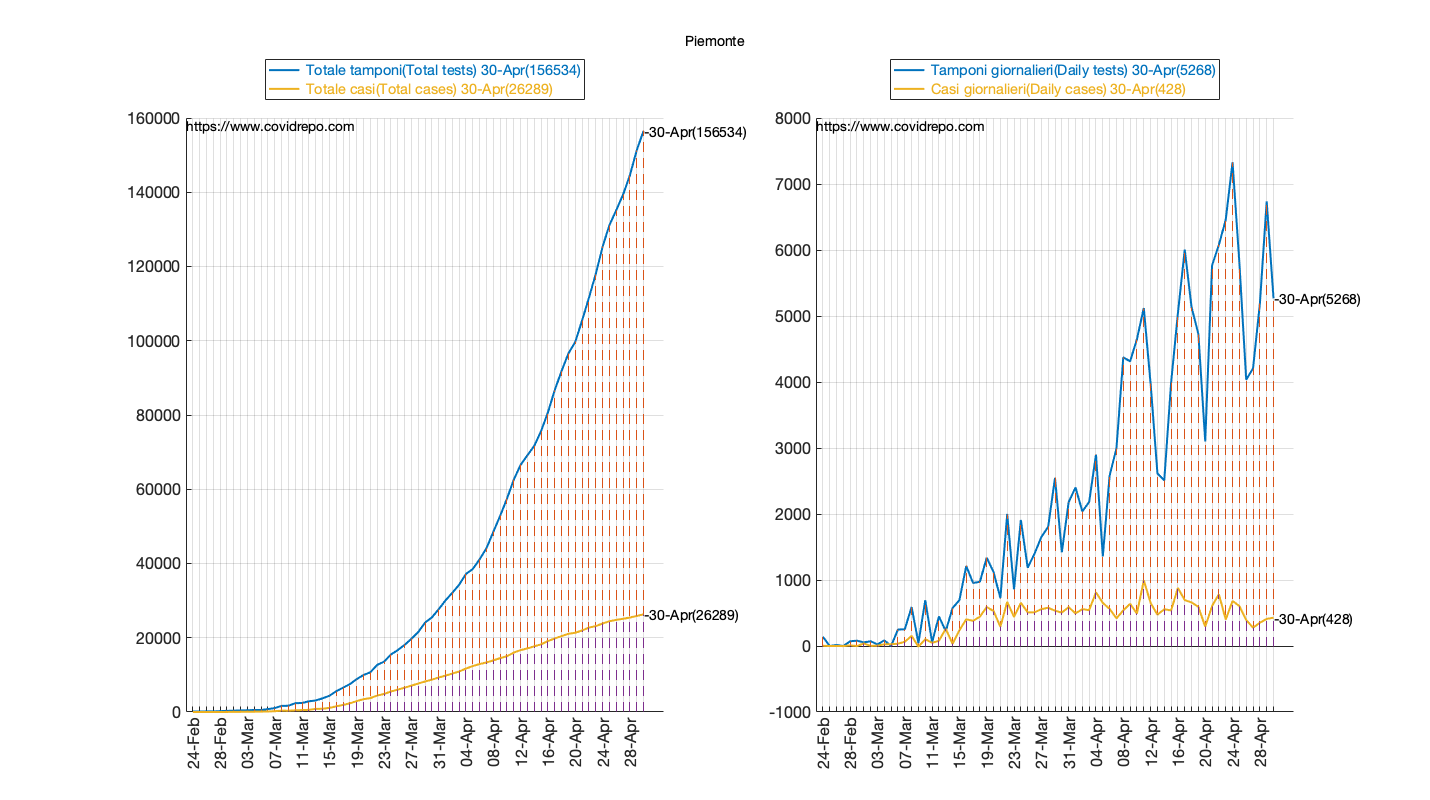 Piemonte
Totale tamponi(Total tests) 30-Apr(156534)
Totale casi(Total cases) 30-Apr(26289)
160000
140000
120000
100000
80000
60000
40000
20000
0
https://www.covidrepo.com
-30-Apr(156534)
-30-Apr(26289)
24-Feb
28-Feb
03-Mar
07-Mar
11-Mar
15-Mar
19-Mar
23-Mar
27-Mar
31-Mar
04-Apr
08-Apr
12-Apr
16-Apr
20-Apr
24-Apr
28-Apr
Tamponi giornalieri(Daily tests) 30-Apr(5268)
Casi giornalieri(Daily cases) 30-Apr(428)
8000
7000
6000
5000
4000
3000
2000
1000
0
-1000
https://www.covidrepo.com
-30-Apr(5268)
-30-Apr(428)
24-Feb
28-Feb
03-Mar
07-Mar
11-Mar
15-Mar
19-Mar
23-Mar
27-Mar
31-Mar
04-Apr
08-Apr
12-Apr
16-Apr
20-Apr
24-Apr
28-Apr